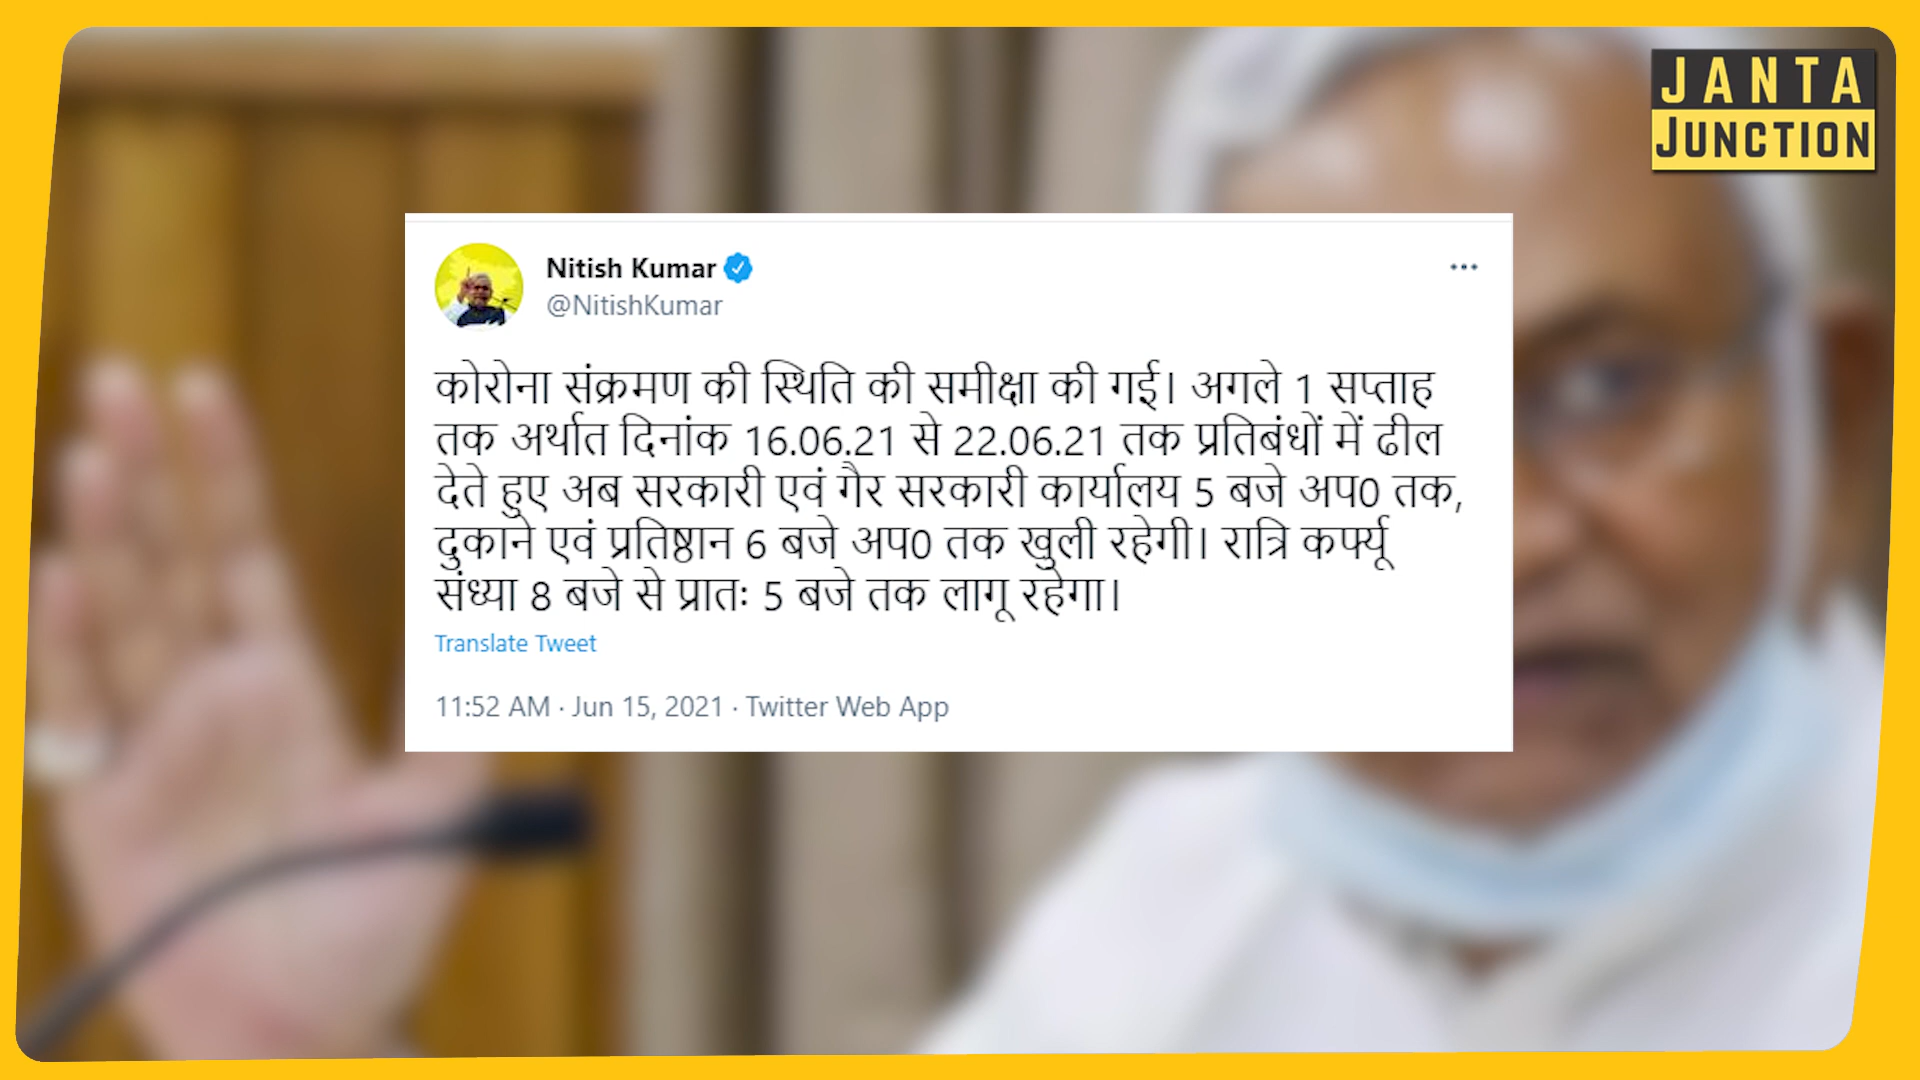 JANTA
JUNCTION
Nitish Kumar
@NitishKumar
कोरोना संक्रमण की स्थिति की समीक्षा की गई। अगले 1 सप्ताह
तक अर्थात दिनांक 16.06.21 से 22.06.21 तक प्रतिबंधों में ढील
देते हुए अब सरकारी एवं गैर सरकारी कार्यालय 5 बजे अप0 तक,
दुकाने एवं प्रतिष्ठान 6 बजे अप0 तक खुली रहेगी। रात्रि कर्फ्यू
संध्या 8 बजे से प्रातः 5 बजे तक लागू रहेगा।
Translate Tweet
11:52 AM · Jun 15, 2021 · Twitter Web App